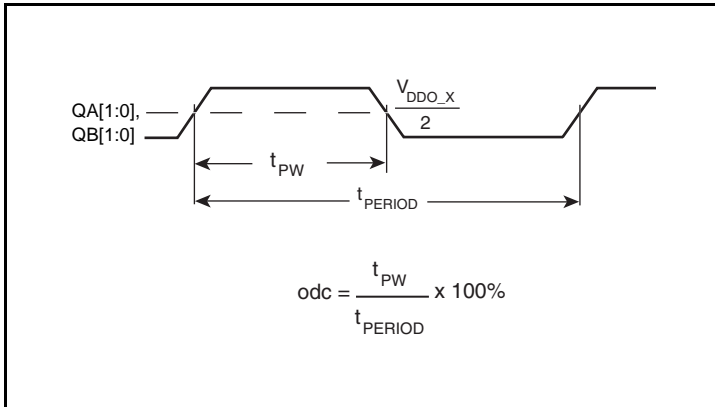 QA[1:0],
QB[1:0]
V_DDO_X
2
t_PW
t_PERIOD
odc = t_PW
t_PERIOD
x 100%